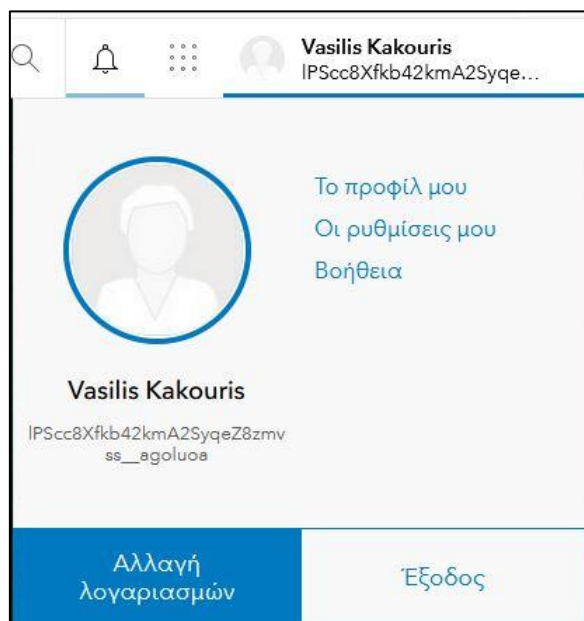 Vasilis Kakouris
lPScc8Xfkb42kmA2Syqe...
Το προφίλ μου
Οι ρυθμίσεις μου
Βοήθεια
Vasilis Kakouris
lPScc8Xfkb42kmA2SyqeZ8zmv
ss__agoluoa
Αλλαγή
λογαριασμών
Έξοδος